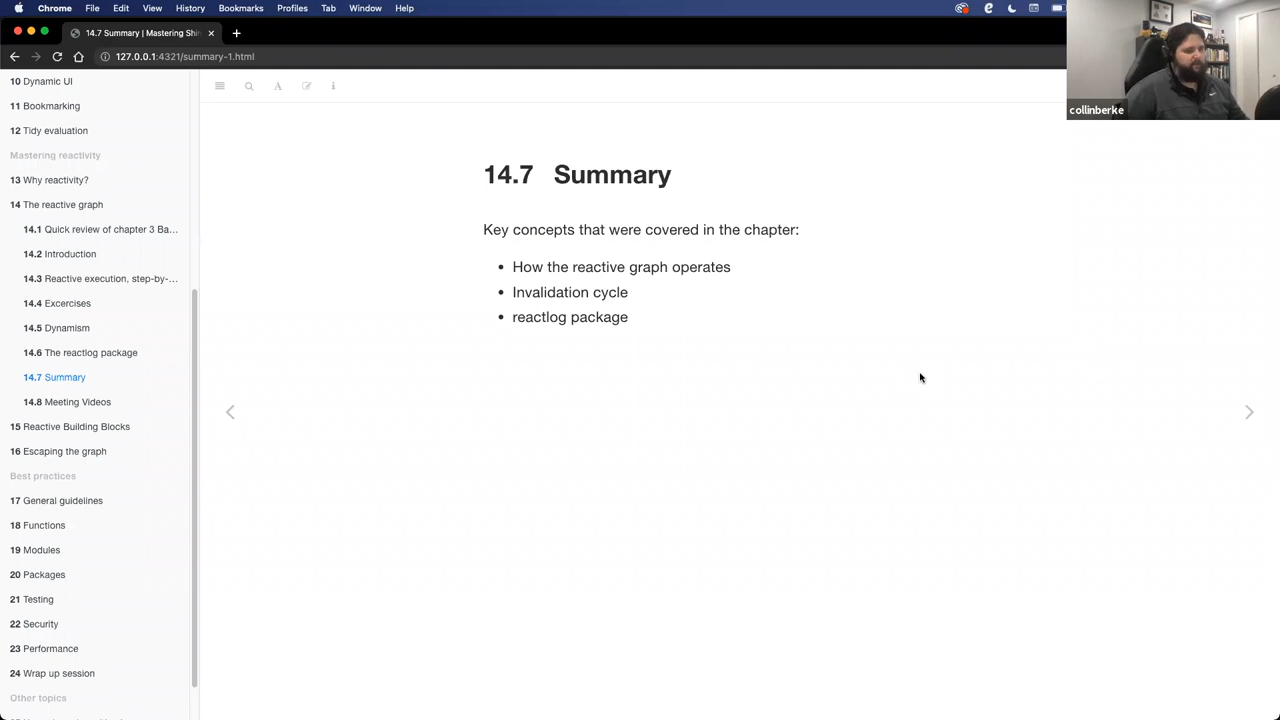 Chrome File Edit View History Bookmarks Profiles Tab Window Help
14.7 Summary | Mastering Shin
127.0.0.1:4321/summary-1.html
10 Dynamic UI
11 Bookmarking
12 Tidy evaluation
Mastering reactivity
13 Why reactivity?
14 The reactive graph
14.1 Quick review of chapter 3 Ba...
14.2 Introduction
14.3 Reactive execution, step-by-...
14.4 Excercises
14.5 Dynamism
14.6 The reactlog package
14.7 Summary
14.8 Meeting Videos
15 Reactive Building Blocks
16 Escaping the graph
Best practices
17 General guidelines
18 Functions
19 Modules
20 Packages
21 Testing
22 Security
23 Performance
24 Wrap up session
Other topics
A
i
14.7 Summary
Key concepts that were covered in the chapter:
• How the reactive graph operates
• Invalidation cycle
• reactlog package
collinberke